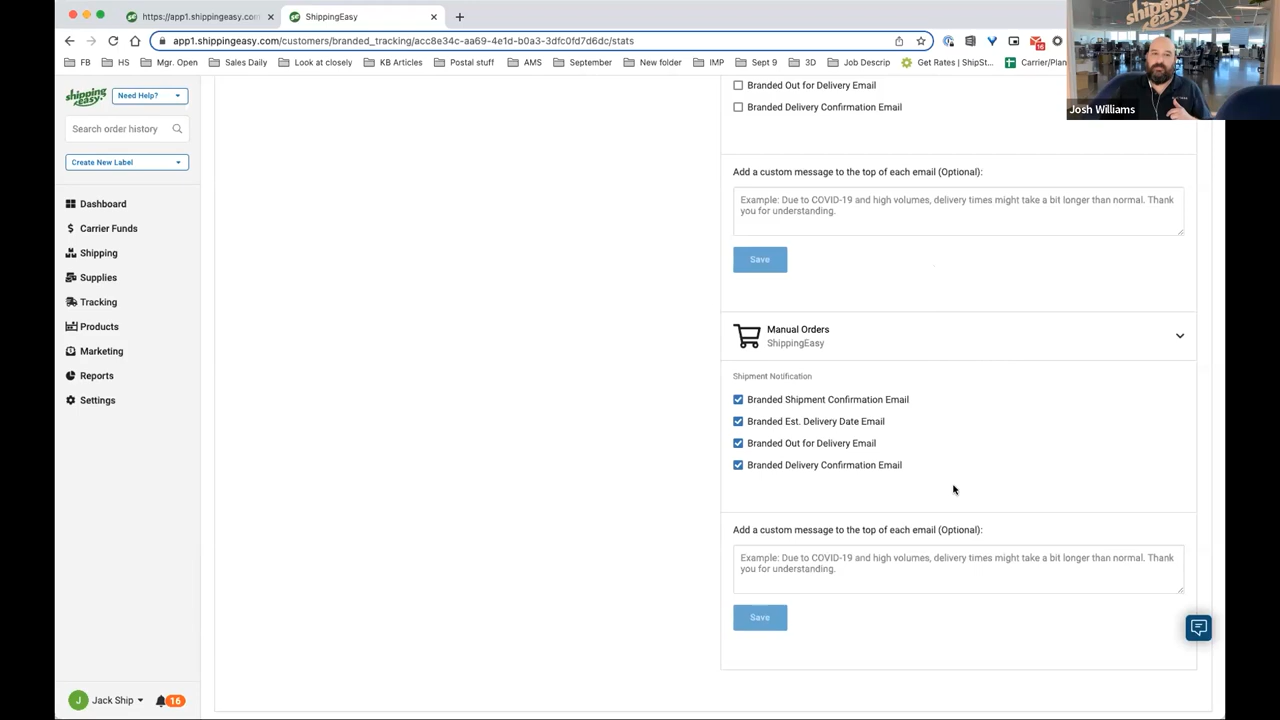 https://app1.shippingeasy.com
ShippingEasy
app1.shippingeasy.com/customers/branded_tracking/acc8e34c-aa69-4e1d-b0a3-3dfc0fd7d6dc/stats
16
FB
HS
Mgr. Open
Sales Daily
Look at closely
KB Articles
Postal stuff
AMS
September
New folder
IMP
Sept 9
3D
Job Descrip
Get Rates | ShipSt...
Carrier/Plan
shipping easy
Josh Williams
shipping easy
Need Help?
Search order history
Create New Label
Dashboard
Carrier Funds
Shipping
Supplies
Tracking
Products
Marketing
Reports
Settings
J
Jack Ship
16
Branded Out for Delivery Email
Branded Delivery Confirmation Email
Add a custom message to the top of each email (Optional):
Example: Due to COVID-19 and high volumes, delivery times might take a bit longer than normal. Thank
you for understanding.
Save
Manual Orders
ShippingEasy
Shipment Notification
Branded Shipment Confirmation Email
Branded Est. Delivery Date Email
Branded Out for Delivery Email
Branded Delivery Confirmation Email
Add a custom message to the top of each email (Optional):
Example: Due to COVID-19 and high volumes, delivery times might take a bit longer than normal. Thank
you for understanding.
Save